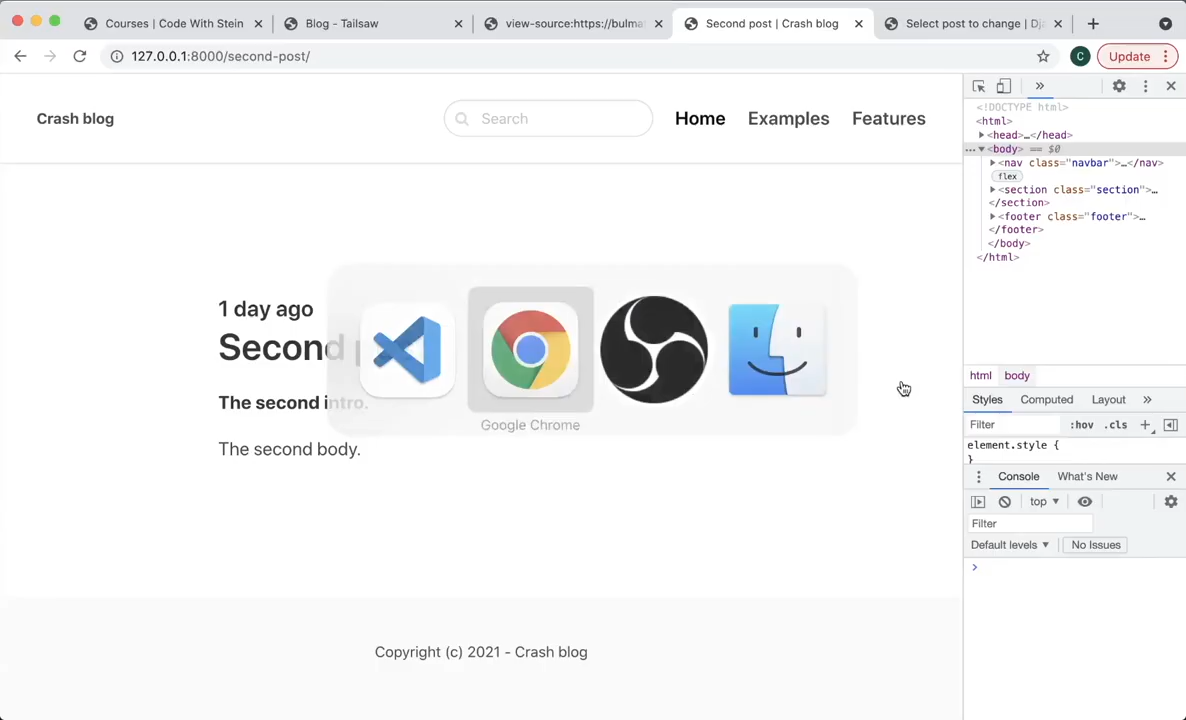 Courses | Code With Stein
Blog - Tailsaw
view-source:https://bulma
Second post | Crash blog
Select post to change | Dja
127.0.0.1:8000/second-post/
C
Update
Crash blog
Search
Home
Examples
Features
1 day ago
Second p
The second intro.
The second body.
Google Chrome
Copyright (c) 2021 - Crash blog
<!DOCTYPE html>
<html>
<head>…</head>
<body> == $0
<nav class="navbar">…</nav>
flex
<section class="section">…
</section>
<footer class="footer">…
</footer>
</body>
</html>
html body
Styles Computed Layout »
Filter :hov .cls +
element.style {
}
Console What's New
top
Filter
Default levels No Issues